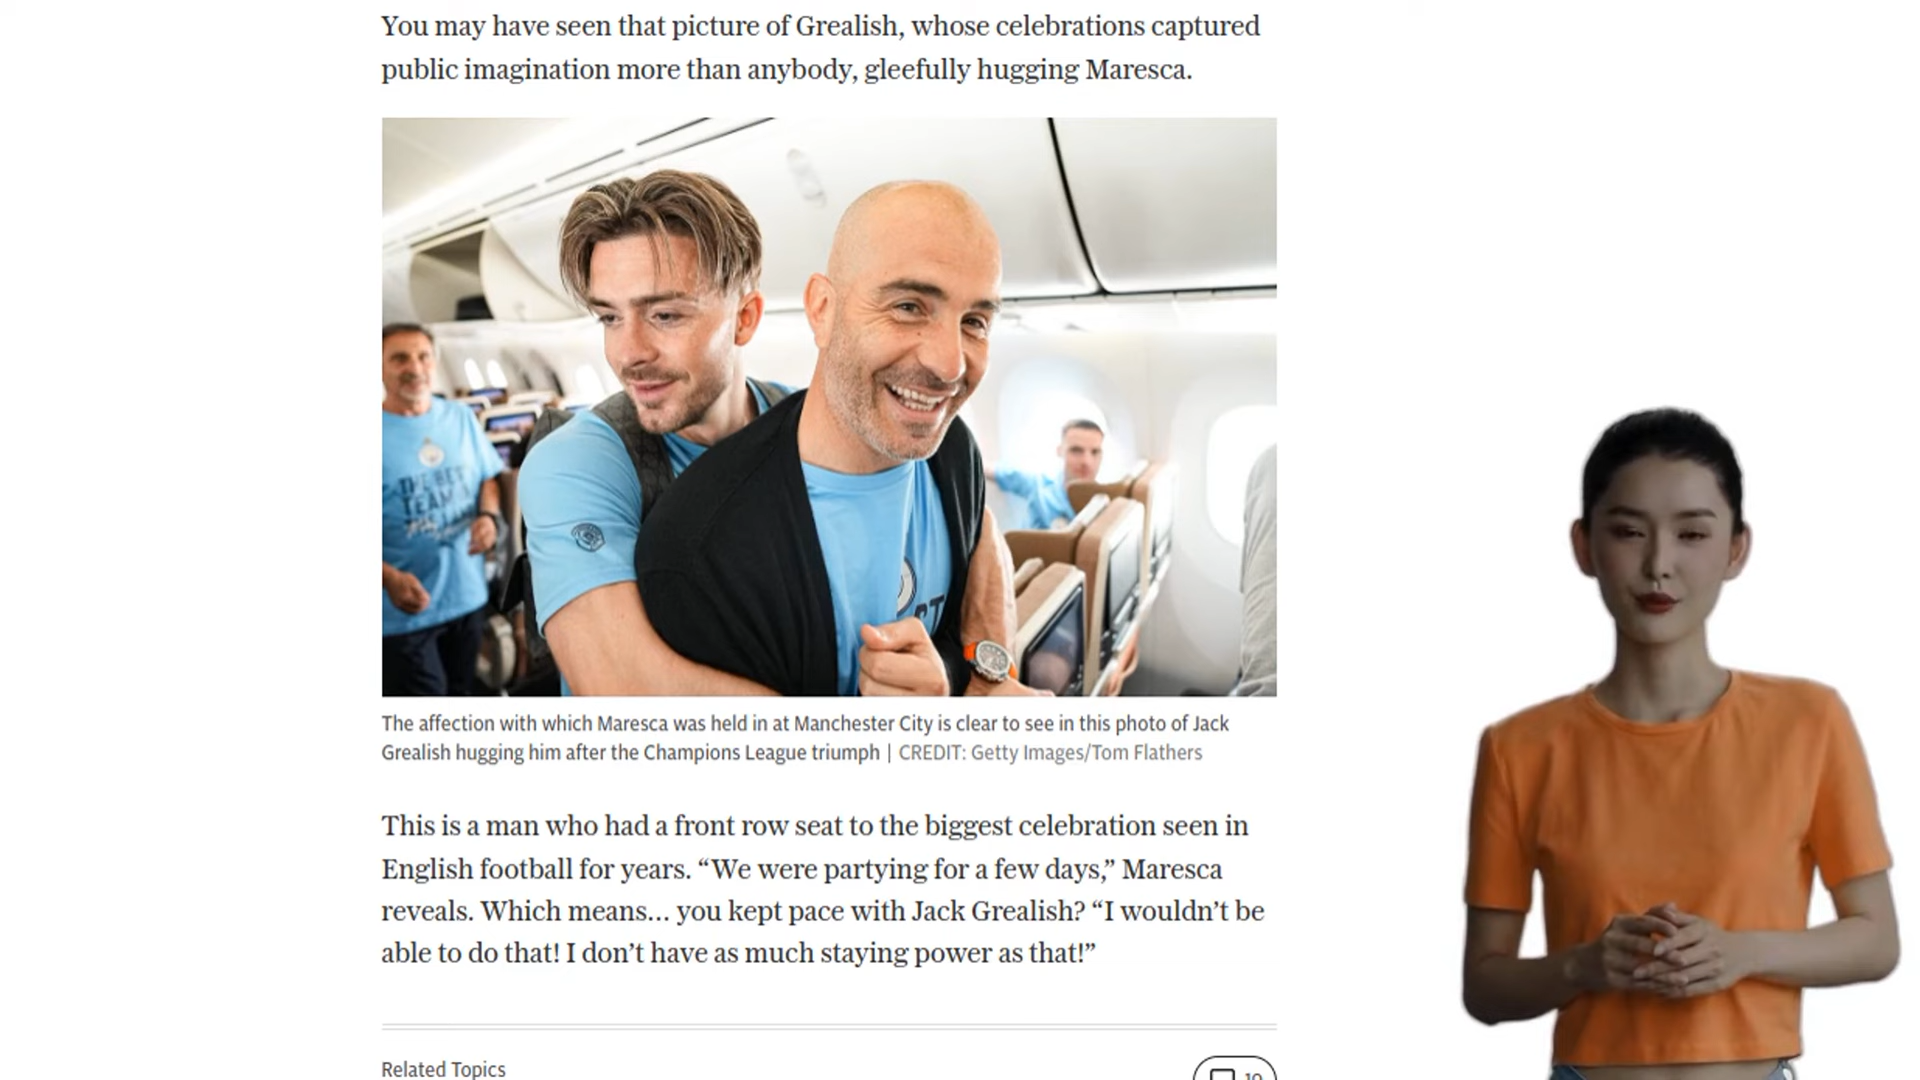 You may have seen that picture of Grealish, whose celebrations captured
public imagination more than anybody, gleefully hugging Maresca.
TEAM
The affection with which Maresca was held in at Manchester City is clear to see in this photo of Jack
Grealish hugging him after the Champions League triumph | CREDIT: Getty Images/Tom Flathers
This is a man who had a front row seat to the biggest celebration seen in
English football for years. “We were partying for a few days,” Maresca
reveals. Which means... you kept pace with Jack Grealish? “I wouldn’t be
able to do that! I don’t have as much staying power as that!”
Related Topics